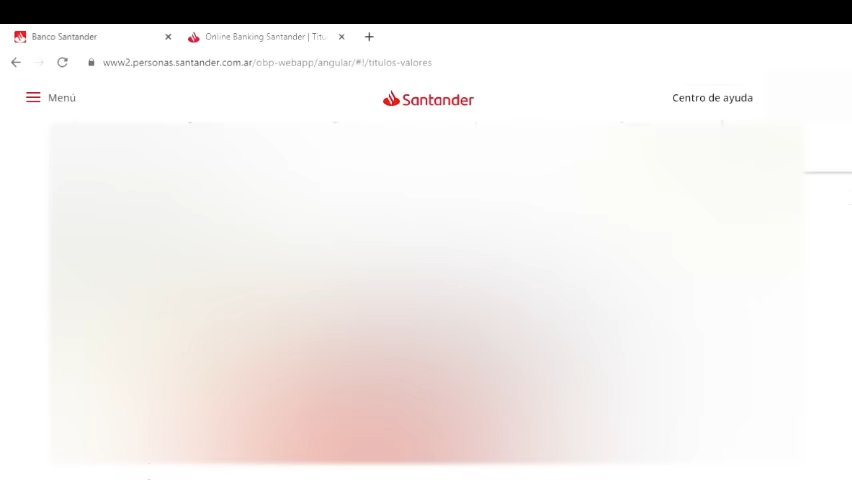 Banco Santander
Online Banking Santander | Titu
www2.personas.santander.com.ar/obp-webapp/angular/#!/titulos-valores
Menú
Santander
Centro de ayuda